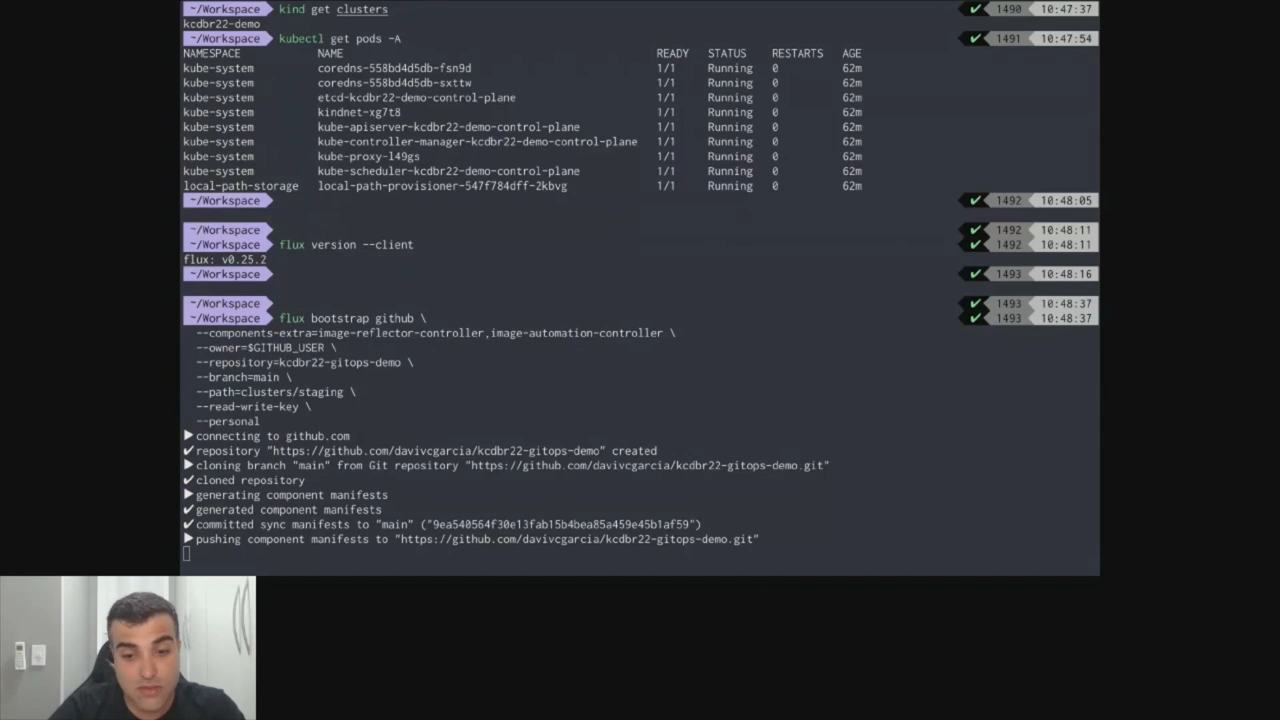 ~/Workspace kind get clusters ✔ 1490 10:47:37
kcdbr22-demo
~/Workspace kubectl get pods -A ✔ 1491 10:47:54
NAMESPACE NAME READY STATUS RESTARTS AGE
kube-system coredns-558bd4d5db-fsn9d 1/1 Running 0 62m
kube-system coredns-558bd4d5db-sxttw 1/1 Running 0 62m
kube-system etcd-kcdbr22-demo-control-plane 1/1 Running 0 62m
kube-system kindnet-xg7t8 1/1 Running 0 62m
kube-system kube-apiserver-kcdbr22-demo-control-plane 1/1 Running 0 62m
kube-system kube-controller-manager-kcdbr22-demo-control-plane 1/1 Running 0 62m
kube-system kube-proxy-l49gs 1/1 Running 0 62m
kube-system kube-scheduler-kcdbr22-demo-control-plane 1/1 Running 0 62m
local-path-storage local-path-provisioner-547f784dff-2kbvg 1/1 Running 0 62m
~/Workspace ✔ 1492 10:48:05
~/Workspace ✔ 1492 10:48:11
~/Workspace flux version --client ✔ 1492 10:48:11
flux: v0.25.2
~/Workspace ✔ 1493 10:48:16
~/Workspace ✔ 1493 10:48:37
~/Workspace flux bootstrap github \ ✔ 1493 10:48:37
--components-extra=image-reflector-controller,image-automation-controller \
--owner=$GITHUB_USER \
--repository=kcdbr22-gitops-demo \
--branch=main \
--path=clusters/staging \
--read-write-key \
--personal
► connecting to github.com
✔ repository "https://github.com/davivcgarcia/kcdbr22-gitops-demo" created
► cloning branch "main" from Git repository "https://github.com/davivcgarcia/kcdbr22-gitops-demo.git"
✔ cloned repository
► generating component manifests
✔ generated component manifests
✔ committed sync manifests to "main" ("9ea540564f30e13fab15b4bea85a459e45b1af59")
► pushing component manifests to "https://github.com/davivcgarcia/kcdbr22-gitops-demo.git"